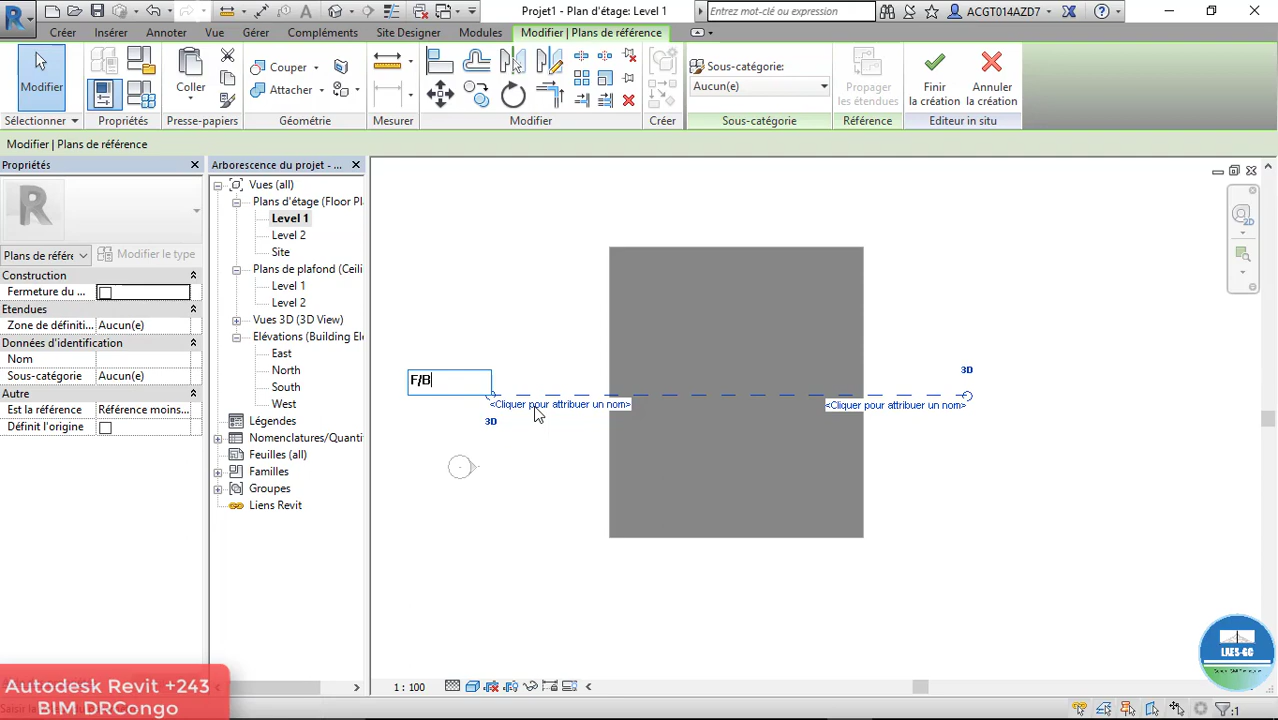 Projet1 - Plan d'étage: Level 1
Entrez mot-clé ou expression
ACGT014AZD7
Créer
Insérer
Annoter
Vue
Gérer
Compléments
Site Designer
Modules
Modifier | Plans de référence
Modifier
Coller
Couper
Attacher
Sous-catégorie:
Aucun(e)
Propager
les étendues
Finir
la création
Annuler
la création
Sélectionner
Propriétés
Presse-papiers
Géométrie
Mesurer
Modifier
Créer
Sous-catégorie
Référence
Editeur in situ
Modifier | Plans de référence
Propriétés
Plans de référe
Modifier le type
Construction
Fermeture du ...
Etendues
Zone de définiti...
Aucun(e)
Données d'identification
Nom
Sous-catégorie
Aucun(e)
Autre
Est la référence
Référence moins...
Définit l'origine
Arborescence du projet - ...
Vues (all)
Plans d'étage (Floor Pl
Level 1
Level 2
Site
Plans de plafond (Ceili
Level 1
Level 2
Vues 3D (3D View)
Elévations (Building El
East
North
South
West
Légendes
Nomenclatures/Quanti
Feuilles (all)
Familles
Groupes
Liens Revit
F/B
<Cliquer pour attribuer un nom>
3D
3D
<Cliquer pour attribuer un nom>
2D
1 : 100
:1
LAES-GC
Autodesk Revit +243
BIM DRCongo